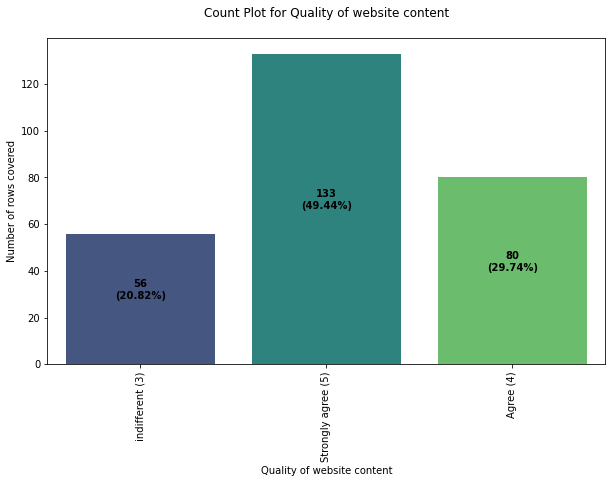 Count Plot for Quality of website content
Number of rows covered
120
100
80
60
40
20
0
56
(20.82%)
133
(49.44%)
80
(29.74%)
indifferent (3)
Strongly agree (5)
Agree (4)
Quality of website content